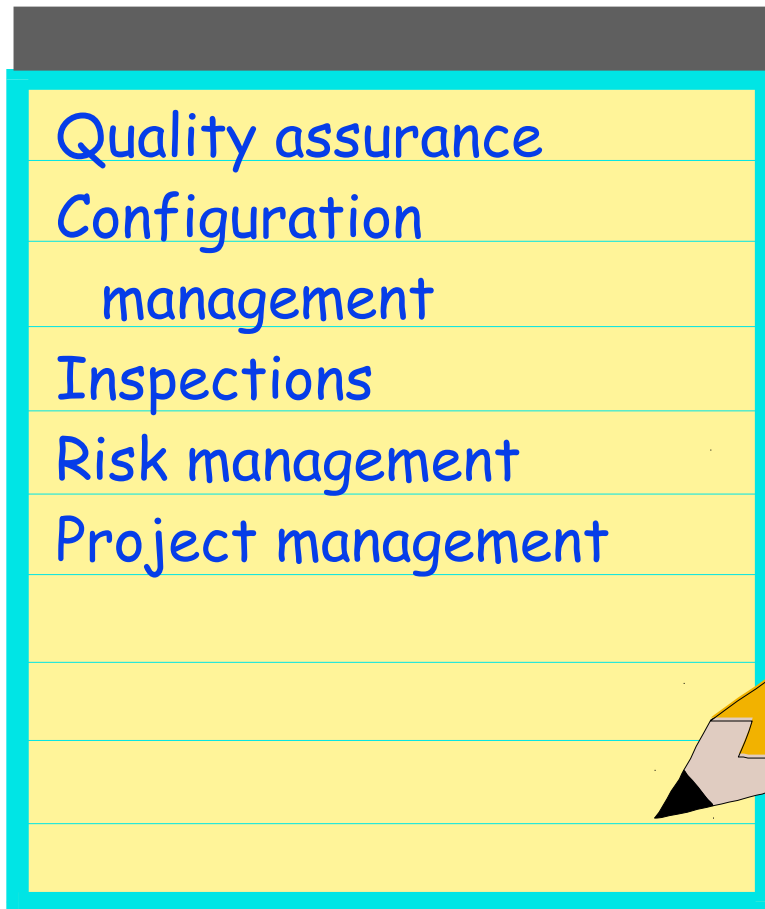 Quality assurance
Configuration
management
Inspections
Risk management
Project management